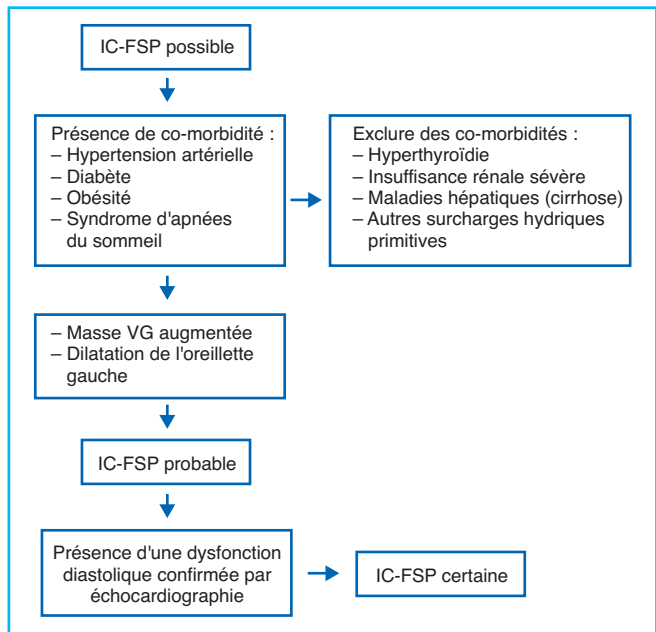 IC-FSP possible
Présence de co-morbidité :
– Hypertension artérielle
– Diabète
– Obésité
– Syndrome d'apnées
du sommeil
Exclure des co-morbidités :
– Hyperthyroïdie
– Insuffisance rénale sévère
– Maladies hépatiques (cirrhose)
– Autres surcharges hydriques
primitives
– Masse VG augmentée
– Dilatation de l'oreillette
gauche
IC-FSP probable
Présence d'une dysfonction
diastolique confirmée par
échocardiographie
IC-FSP certaine